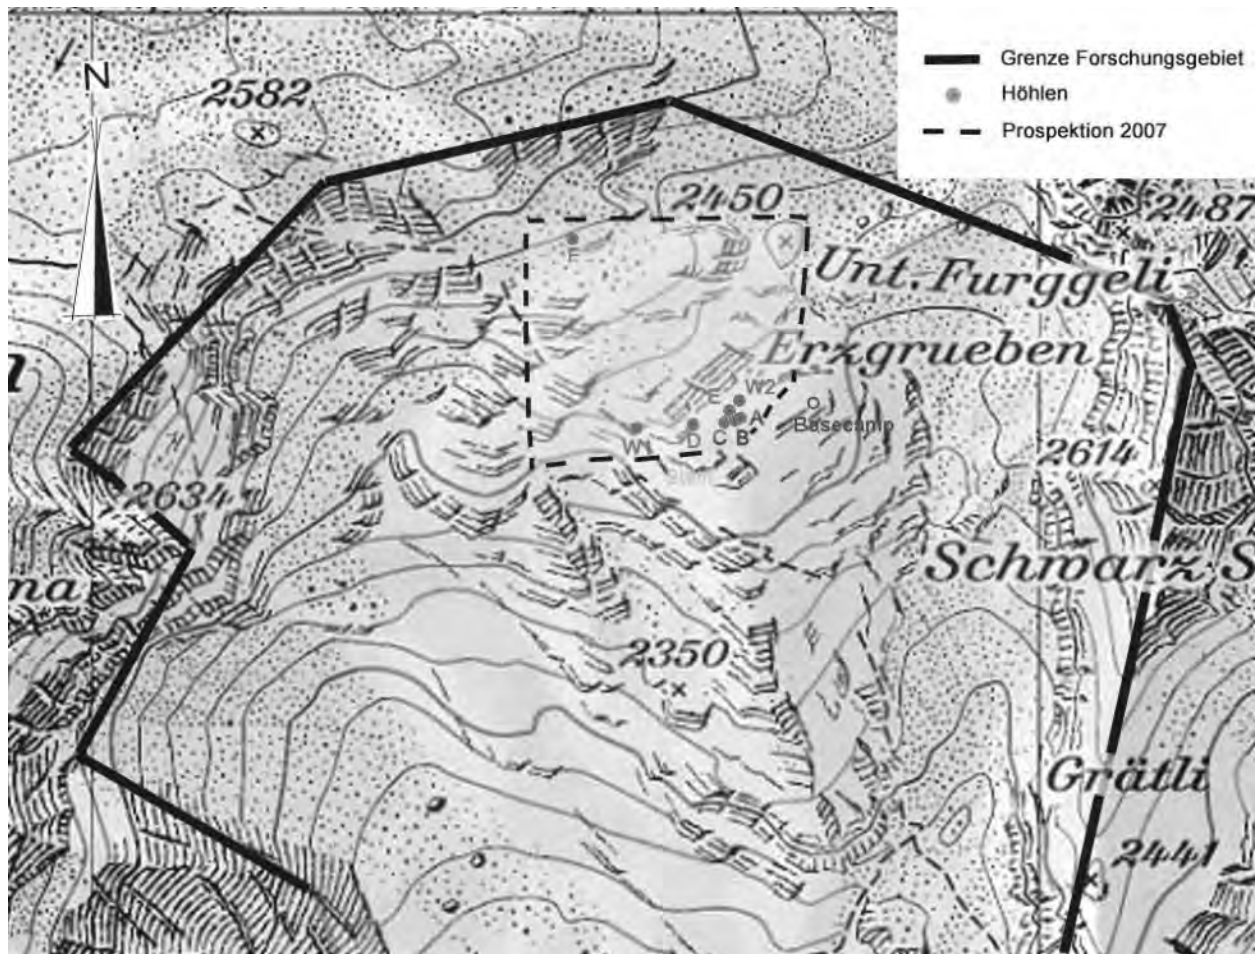 Grenze Forschungsgebiet
Höhlen
Prospektion 2007
N
2582
2450
2487
F
Unt. Furggeli
Erzgrueben
E
W2
W1
D
C
B
A
Basecamp
2614
2634
Schwarz S
na
2350
Grätli
2441